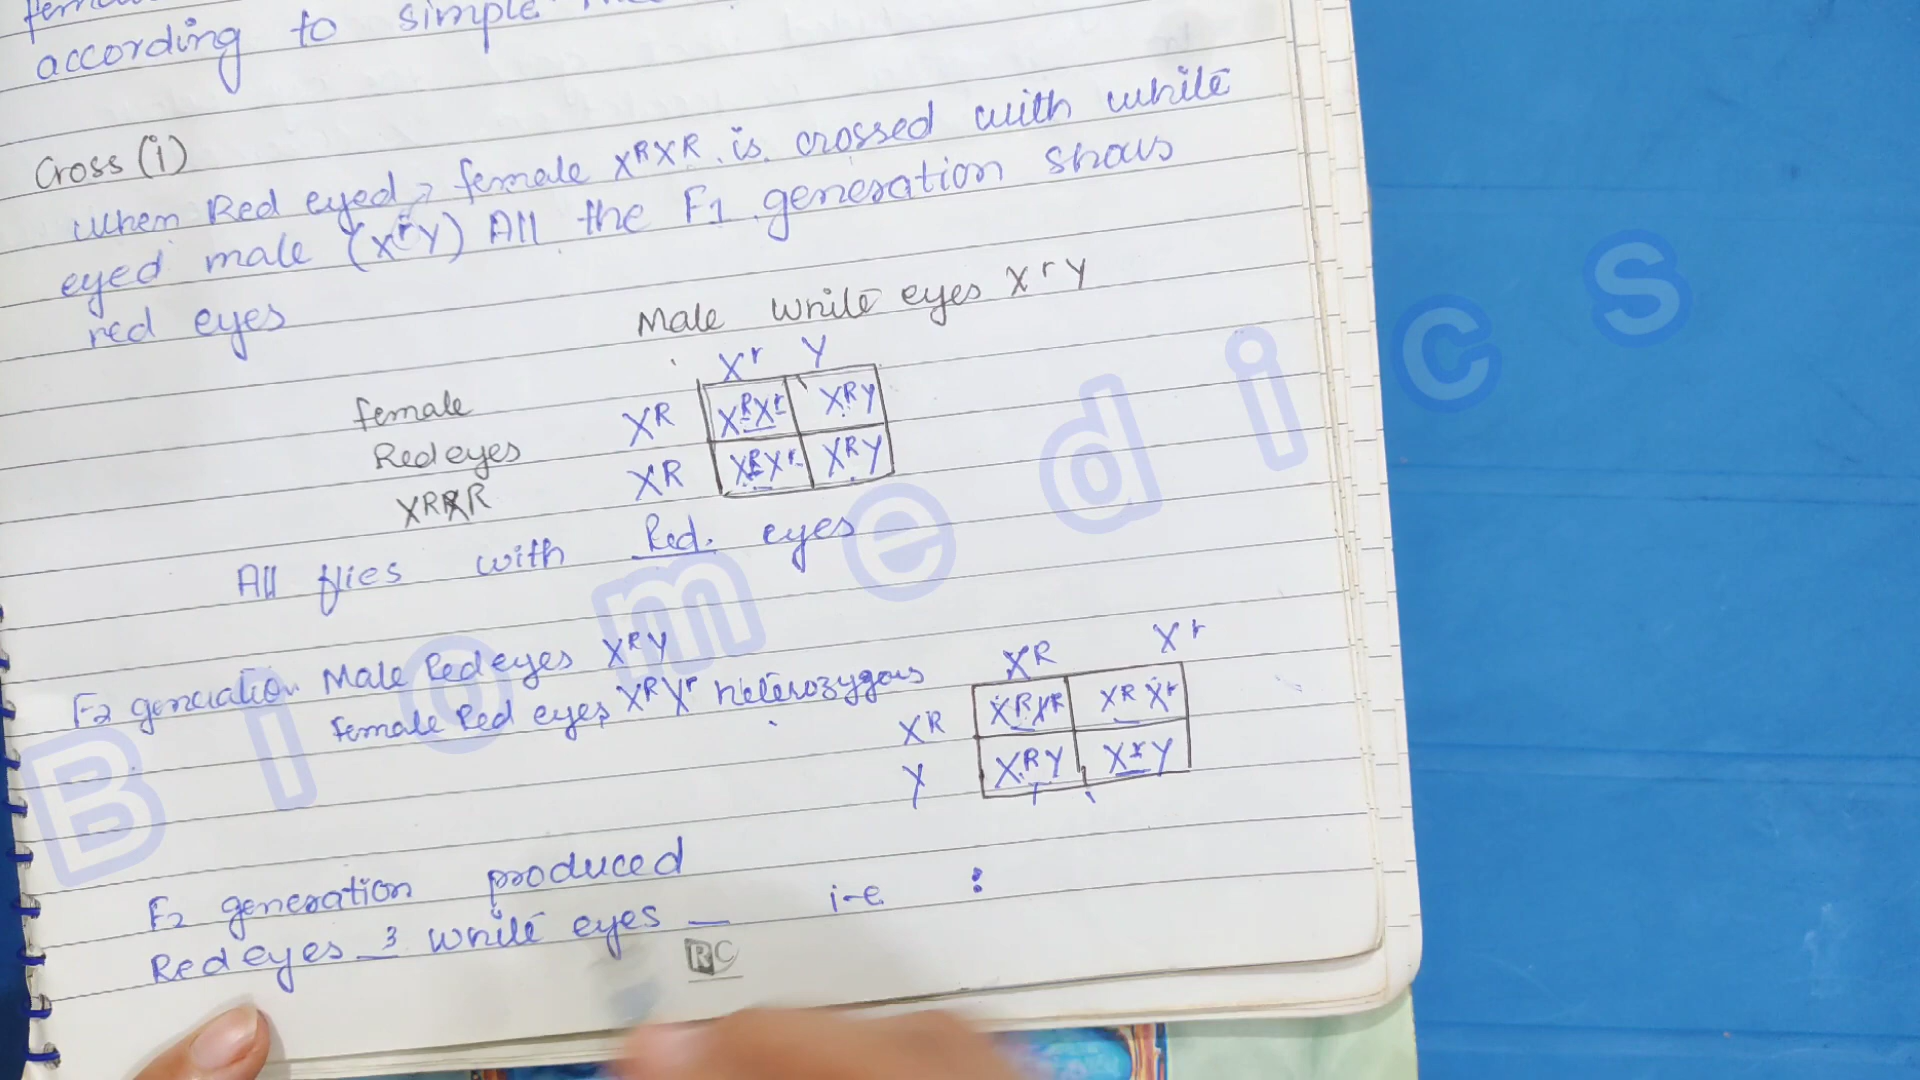 according to simple
Cross (i)
When Red eyed, female XRXR. is crossed with white
eyed male (XrY) All the F1 generation shows
red eyes
Male white eyes XrY
Xr Y
female XR XRXr XRY
Red eyes XR XRXr XRY
XRXR
All flies with Red. eyes
F2 generation Male Red eyes XRY
female Red eyes XRXr heterozygous
XR Xr
XR XRXR XRXr
Y XRY XrY
F2 generation produced
Red eyes 3 white eyes _ i-e :
RC
Biomedics